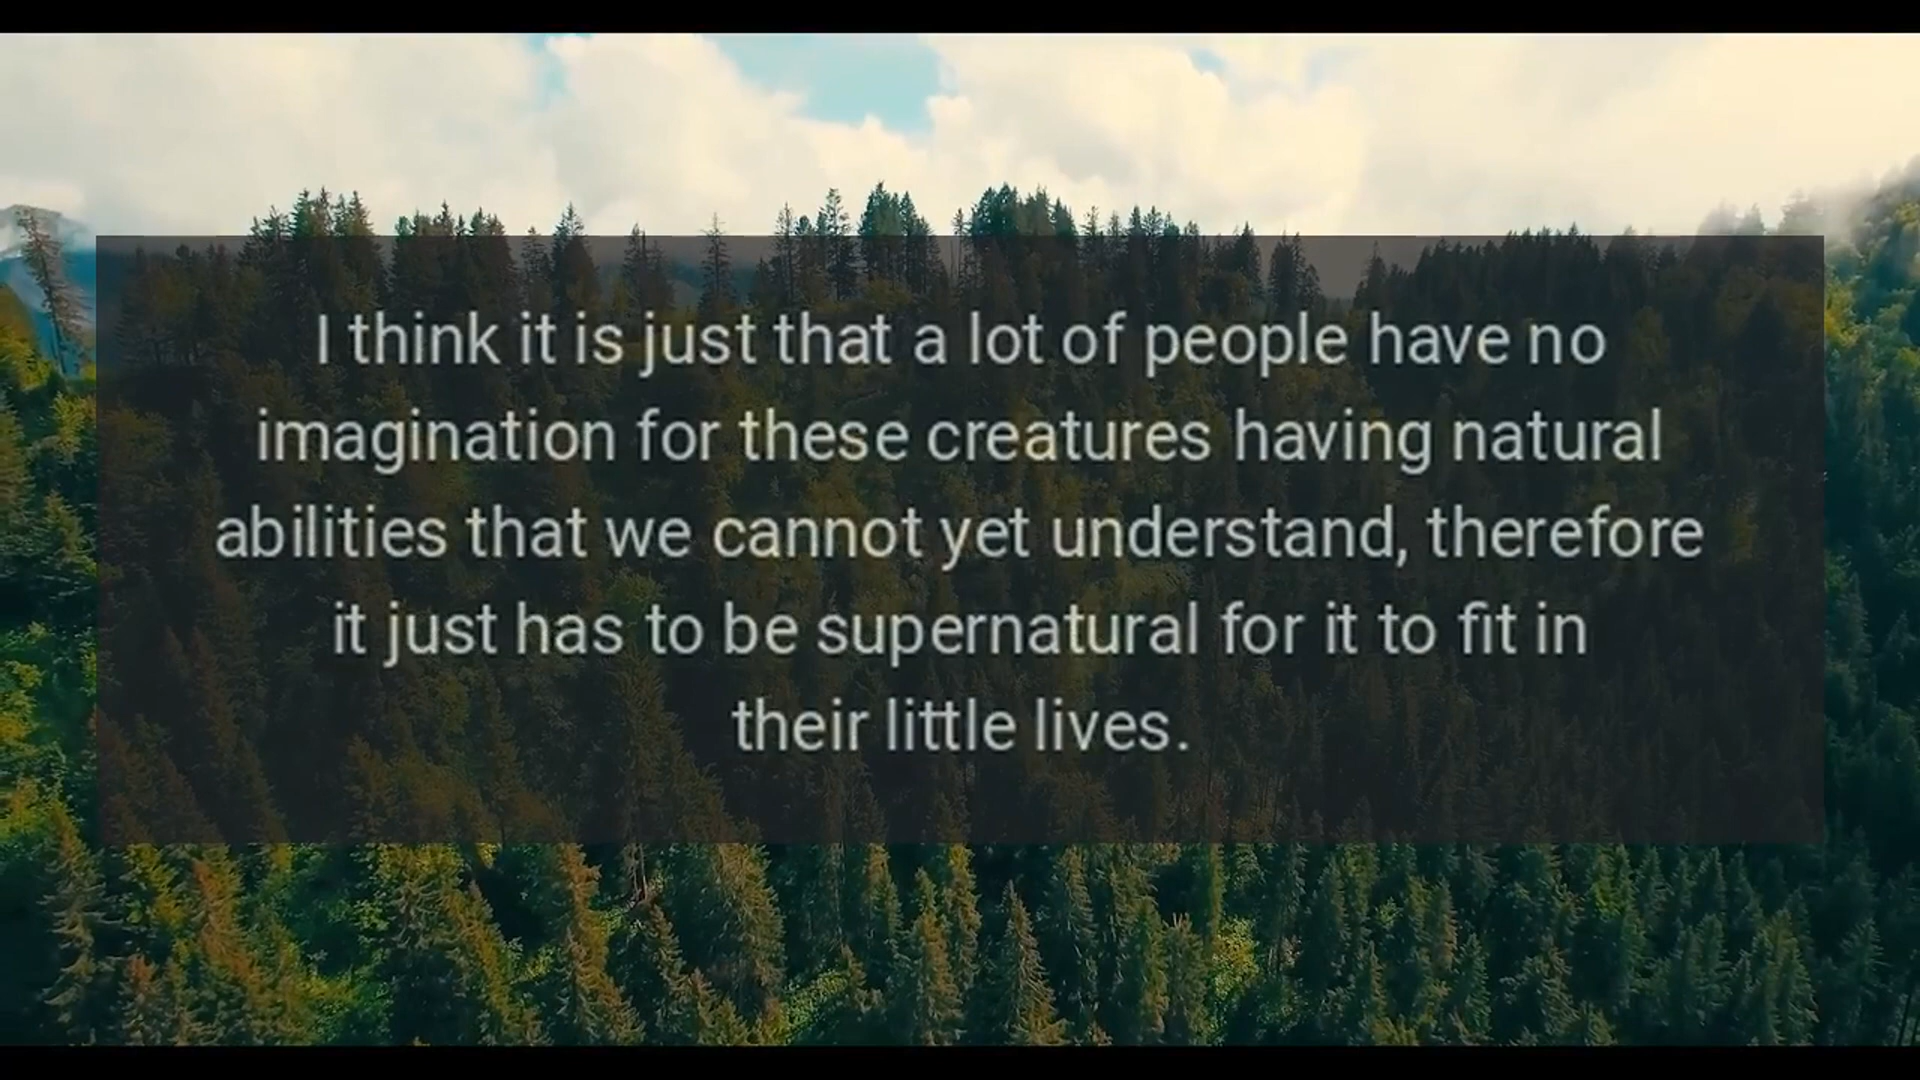 I think it is just that a lot of people have no
imagination for these creatures having natural
abilities that we cannot yet understand, therefore
it just has to be supernatural for it to fit in
their little lives.